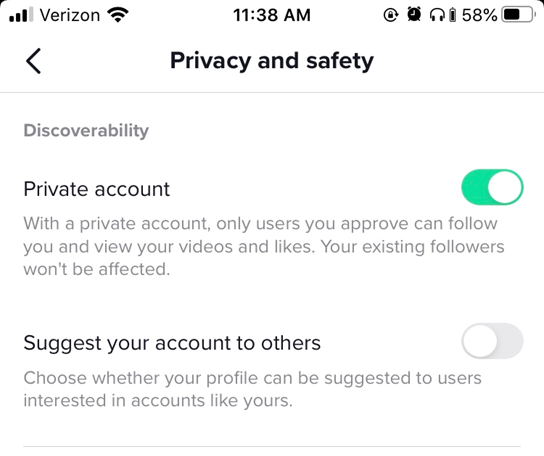 Verizon 11:38 AM 58%
Privacy and safety
Discoverability
Private account
With a private account, only users you approve can follow
you and view your videos and likes. Your existing followers
won't be affected.
Suggest your account to others
Choose whether your profile can be suggested to users
interested in accounts like yours.